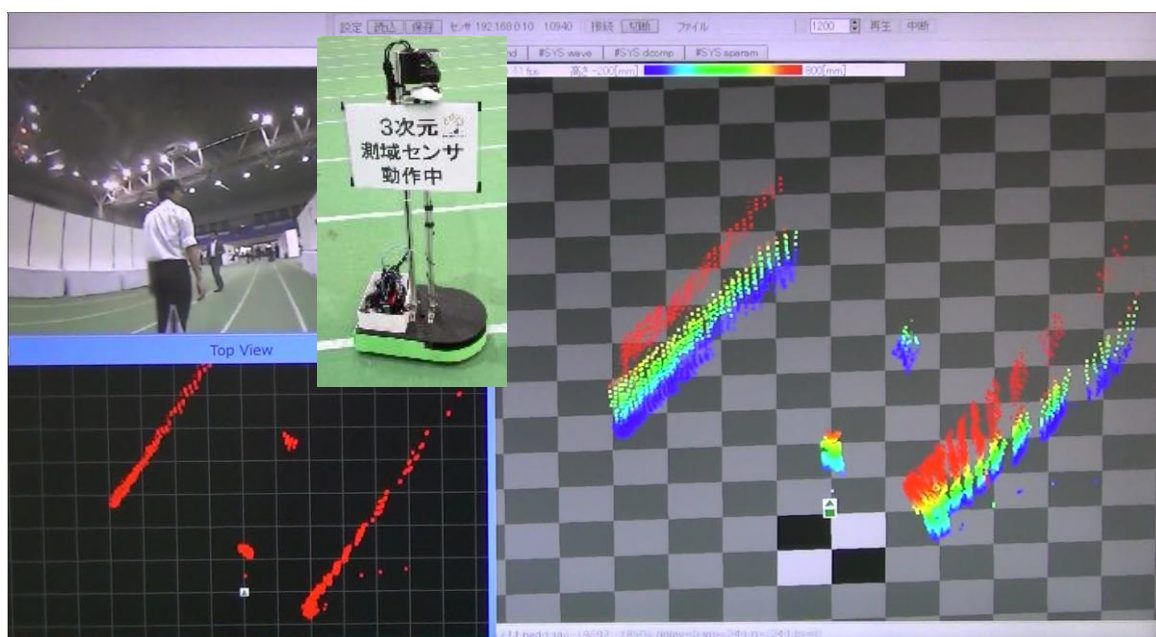 設定 読込 保存 センサ 192.168.0.10 10940 接続 切断 ファイル 1200 再生 中断
#SYS wave #SYS dcomp #SYS sparam
fps 高さ -200[mm] 800[mm]
3次元
測域センサ
動作中
Top View